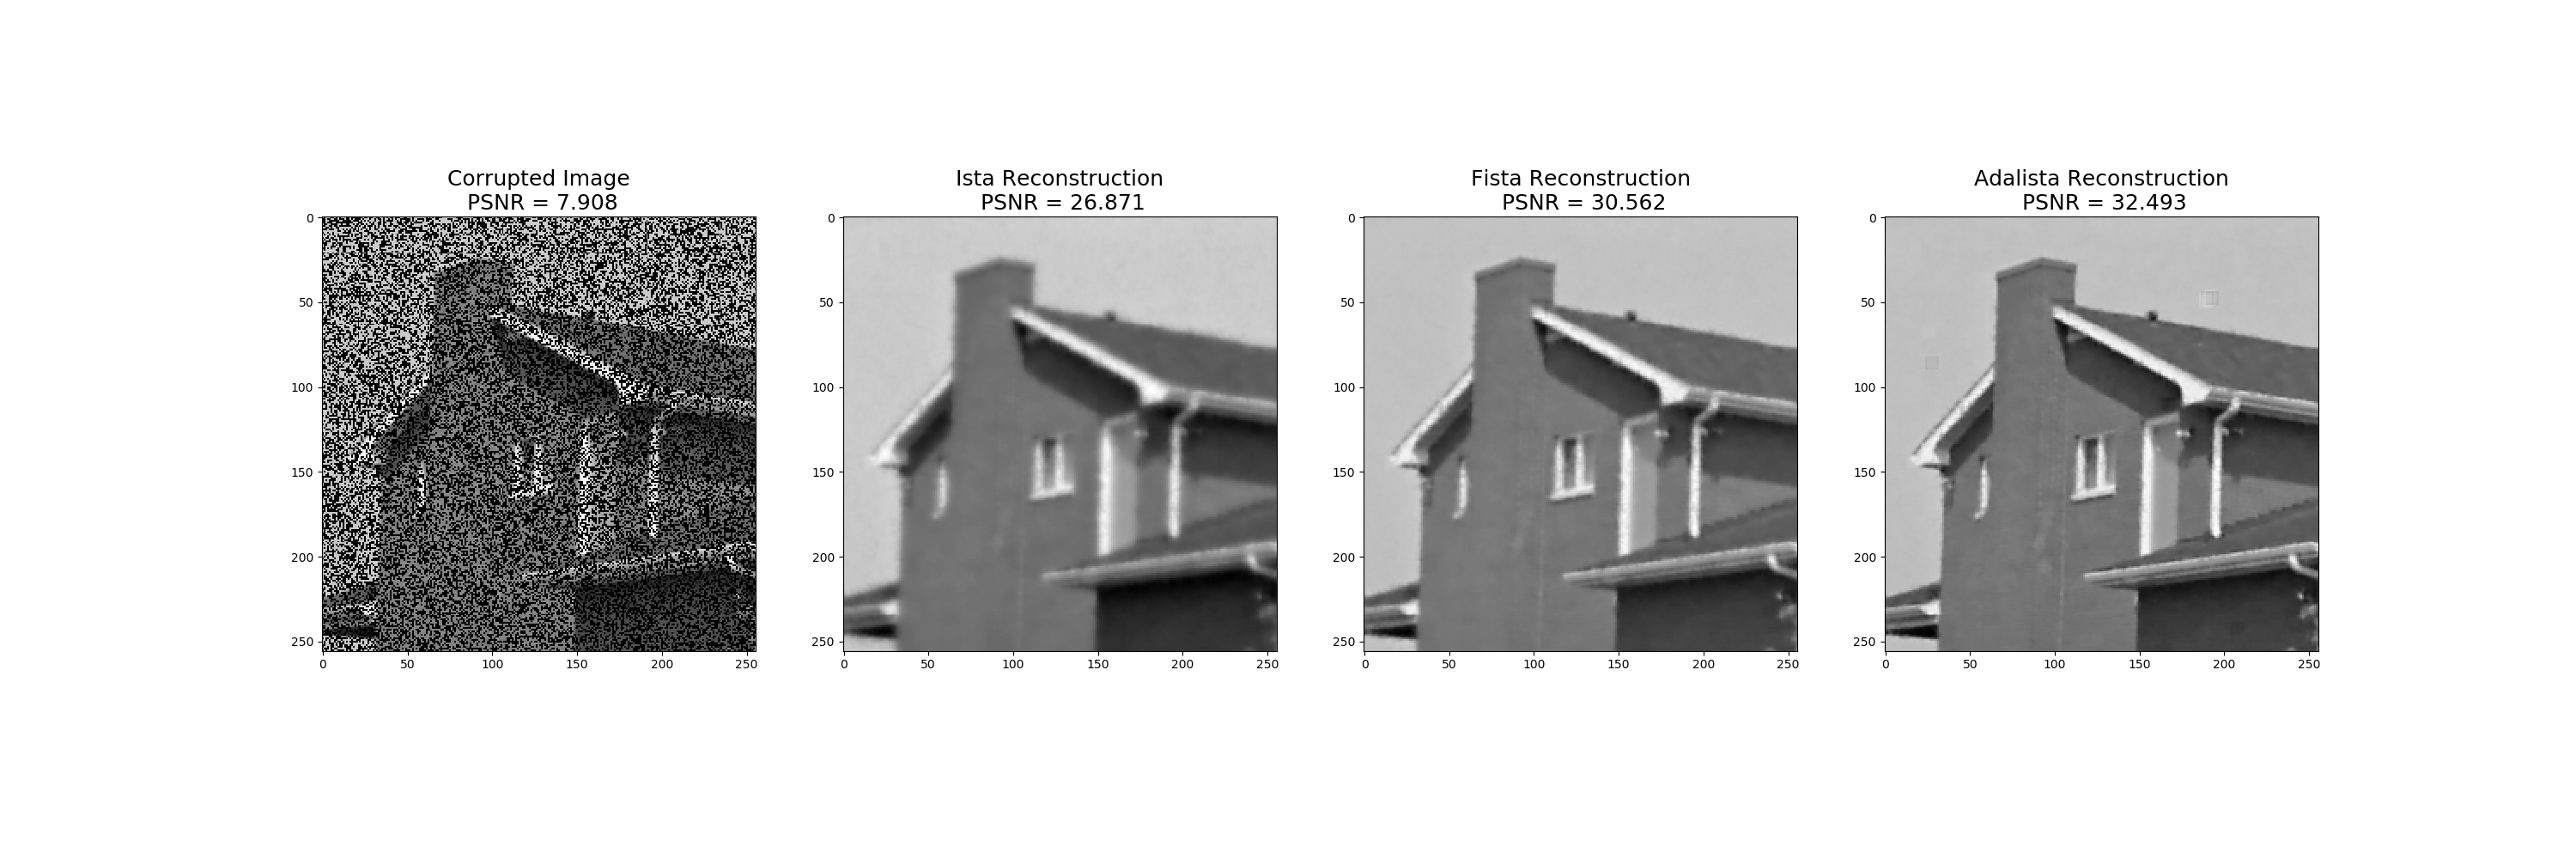 Corrupted Image
PSNR = 7.908
Ista Reconstruction
PSNR = 26.871
Fista Reconstruction
PSNR = 30.562
Adalista Reconstruction
PSNR = 32.493
0
50
100
150
200
250
0 50 100 150 200 250
0
50
100
150
200
250
0 50 100 150 200 250
0
50
100
150
200
250
0 50 100 150 200 250
0
50
100
150
200
250
0 50 100 150 200 250